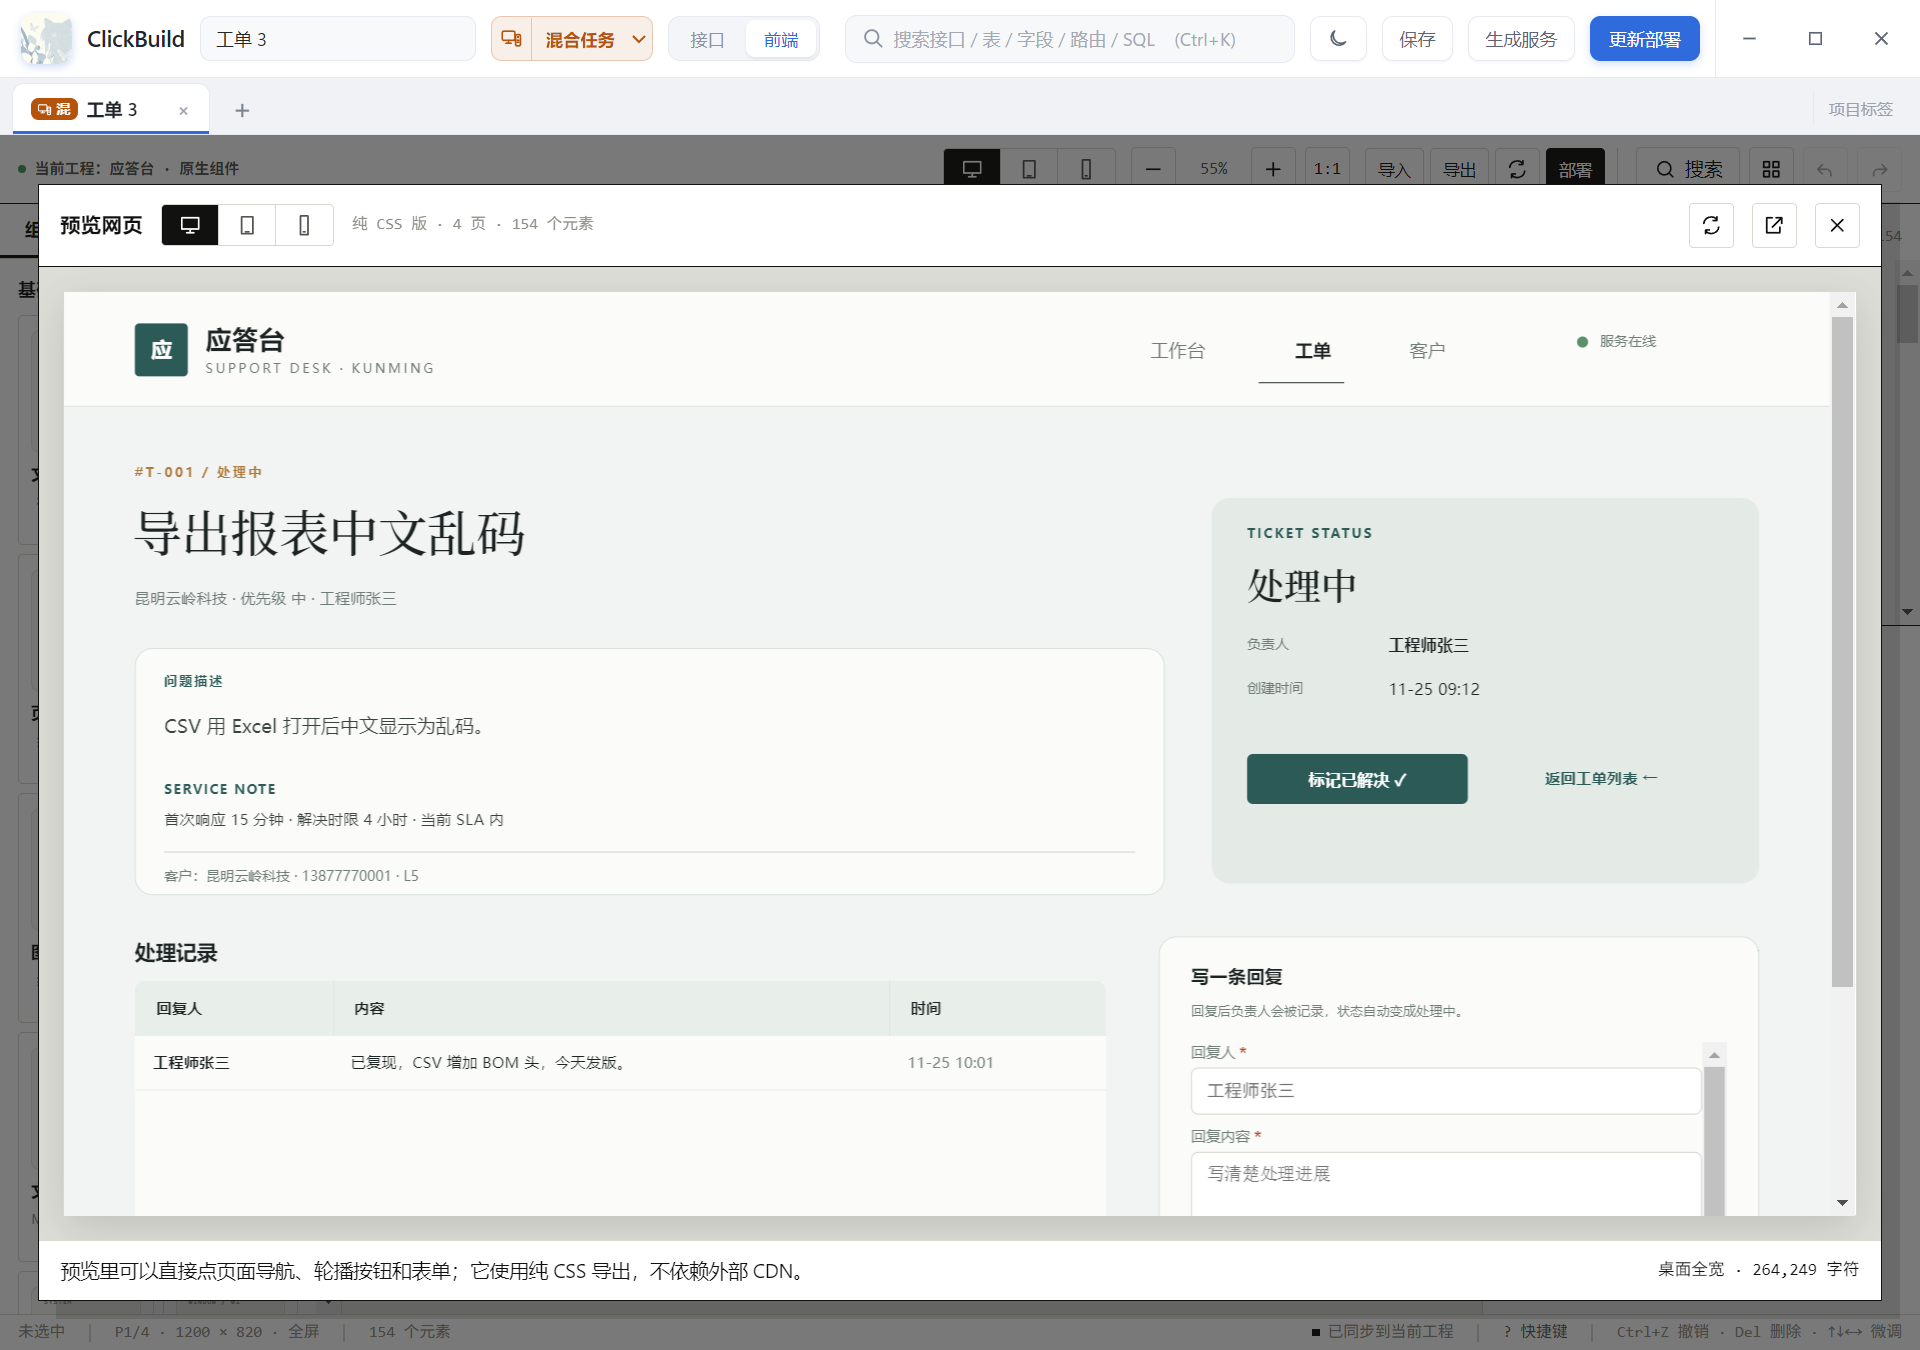 ClickBuild
工单 3
混合任务
接口
前端
搜索接口 / 表 / 字段 / 路由 / SQL (Ctrl+K)
保存
生成服务
更新部署
混 工单 3 ×
+
项目标签
当前工程：应答台 · 原生组件
55%
1:1
导入
导出
部署
搜索
预览网页
纯 CSS 版 · 4 页 · 154 个元素
应
应答台
SUPPORT DESK · KUNMING
工作台
工单
客户
服务在线
#T-001 / 处理中
导出报表中文乱码
昆明云岭科技 · 优先级 中 · 工程师张三
TICKET STATUS
处理中
负责人 工程师张三
创建时间 11-25 09:12
标记已解决 ✓
返回工单列表 ←
问题描述
CSV 用 Excel 打开后中文显示为乱码。
SERVICE NOTE
首次响应 15 分钟 · 解决时限 4 小时 · 当前 SLA 内
客户：昆明云岭科技 · 13877770001 · L5
处理记录
回复人 内容 时间
工程师张三 已复现，CSV 增加 BOM 头，今天发版。 11-25 10:01
写一条回复
回复后负责人会被记录，状态自动变成处理中。
回复人 *
工程师张三
回复内容 *
写清楚处理进展
预览里可以直接点页面导航、轮播按钮和表单；它使用纯 CSS 导出，不依赖外部 CDN。
桌面全宽 · 264,249 字符
未选中
P1/4 · 1200 × 820 · 全屏
154 个元素
已同步到当前工程
? 快捷键
Ctrl+Z 撤销 · Del 删除 · ↑↓←→ 微调